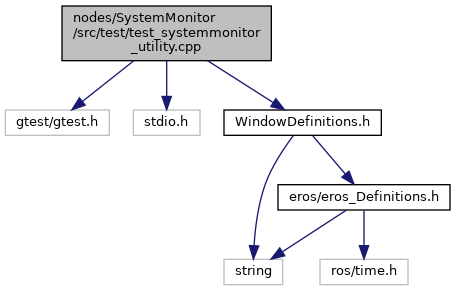 nodes/SystemMonitor
/src/test/test_systemmonitor
_utility.cpp
gtest/gtest.h
stdio.h
WindowDefinitions.h
eros/eros_Definitions.h
string
ros/time.h